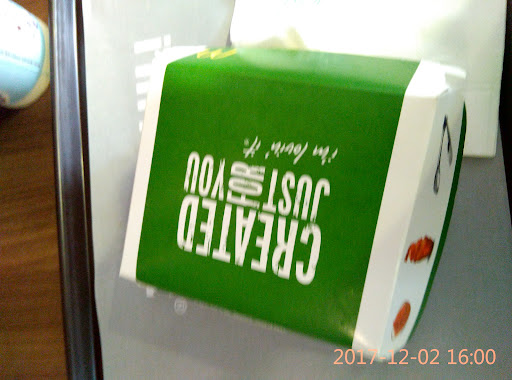 CREATED
JUST
FOR
YOU
i'm lovin' it
2017-12-02 16:00